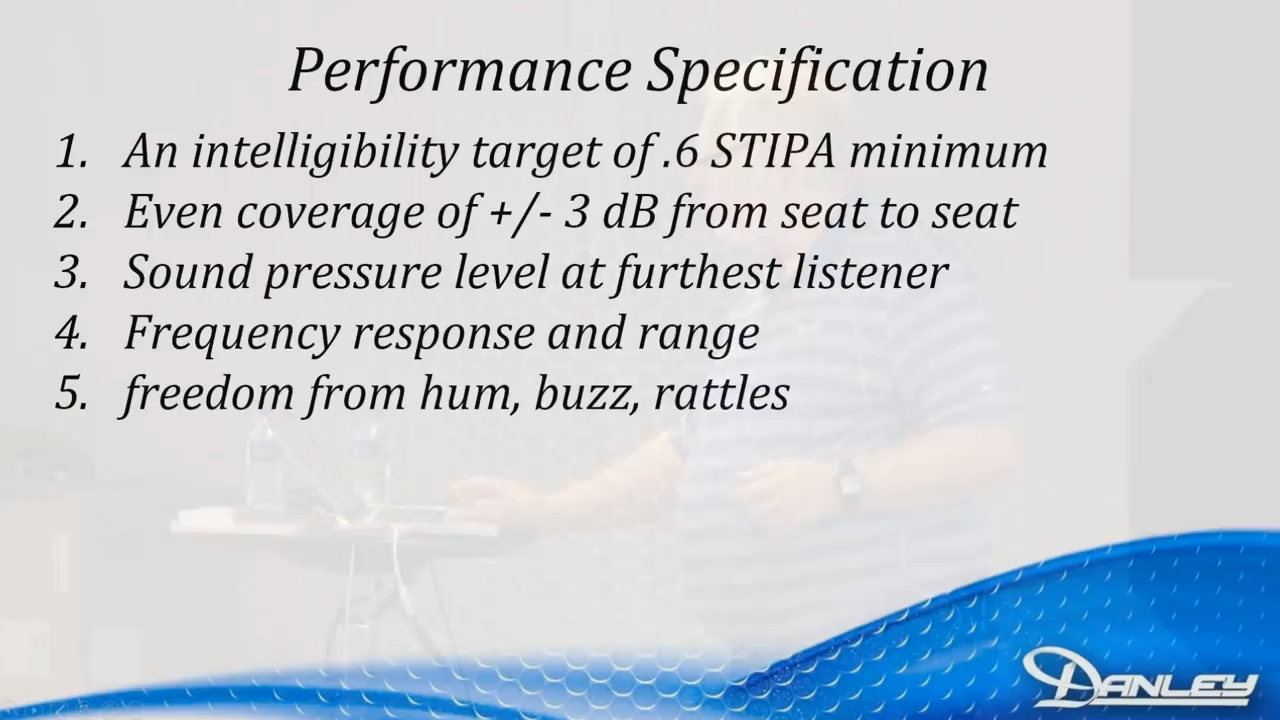 Performance Specification
1. An intelligibility target of .6 STIPA minimum
2. Even coverage of +/- 3 dB from seat to seat
3. Sound pressure level at furthest listener
4. Frequency response and range
5. freedom from hum, buzz, rattles
DANLEY